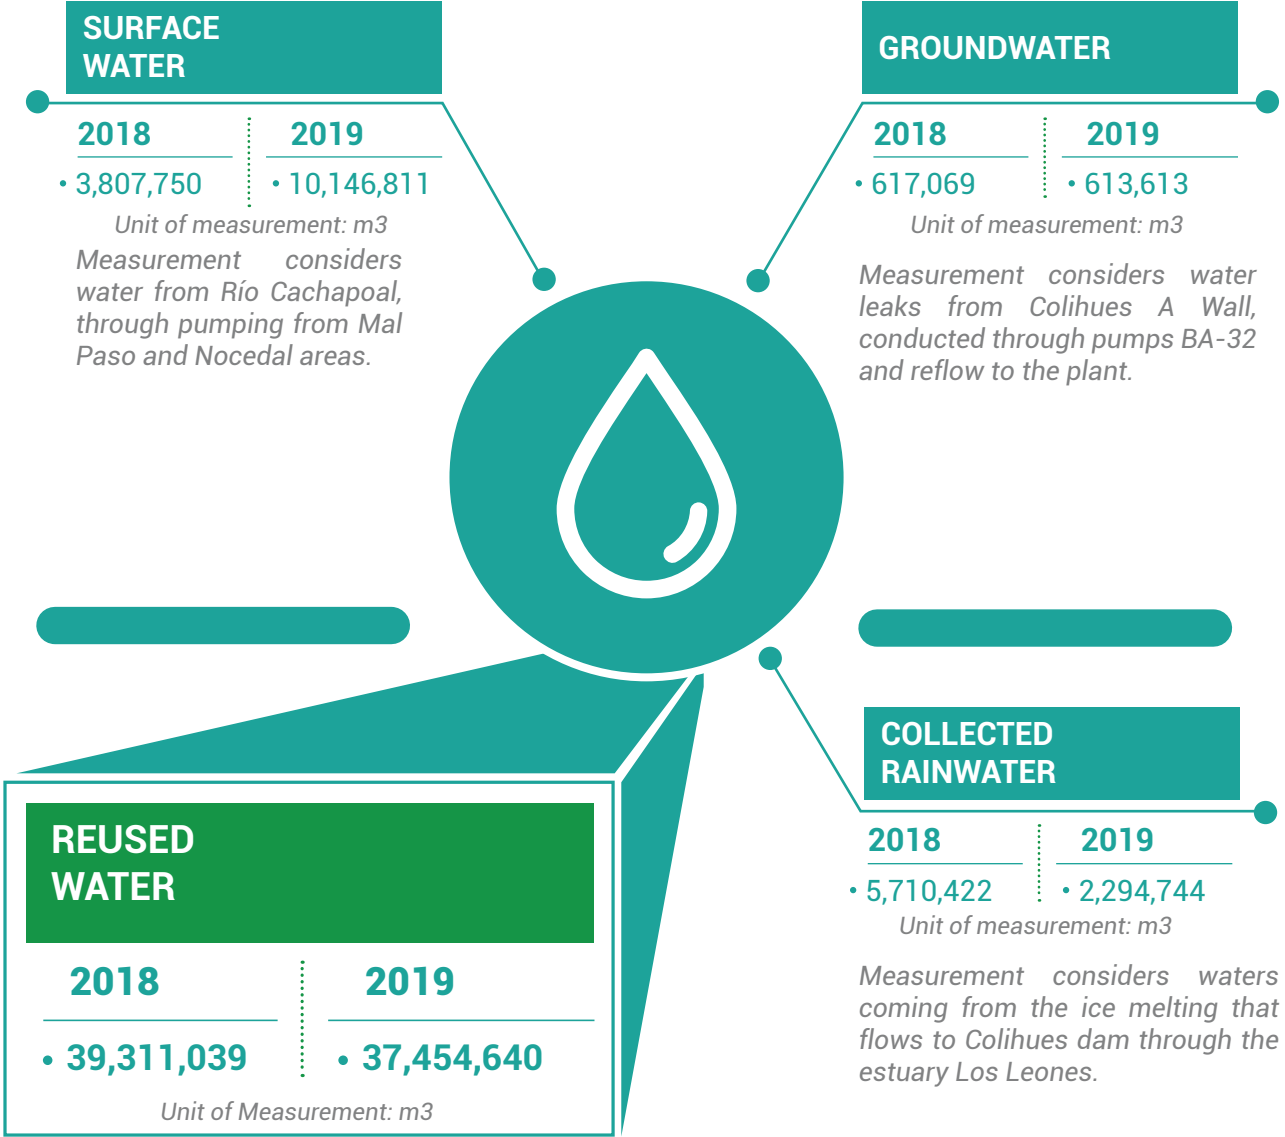 SURFACE
WATER
2018
2019
• 3,807,750
• 10,146,811
Unit of measurement: m3
Measurement considers
water from Río Cachapoal,
through pumping from Mal
Paso and Nocedal areas.
GROUNDWATER
2018
2019
• 617,069
• 613,613
Unit of measurement: m3
Measurement considers water
leaks from Colihues A Wall,
conducted through pumps BA-32
and reflow to the plant.
REUSED
WATER
2018
2019
• 39,311,039
• 37,454,640
Unit of Measurement: m3
COLLECTED
RAINWATER
2018
2019
• 5,710,422
• 2,294,744
Unit of measurement: m3
Measurement considers waters
coming from the ice melting that
flows to Colihues dam through the
estuary Los Leones.